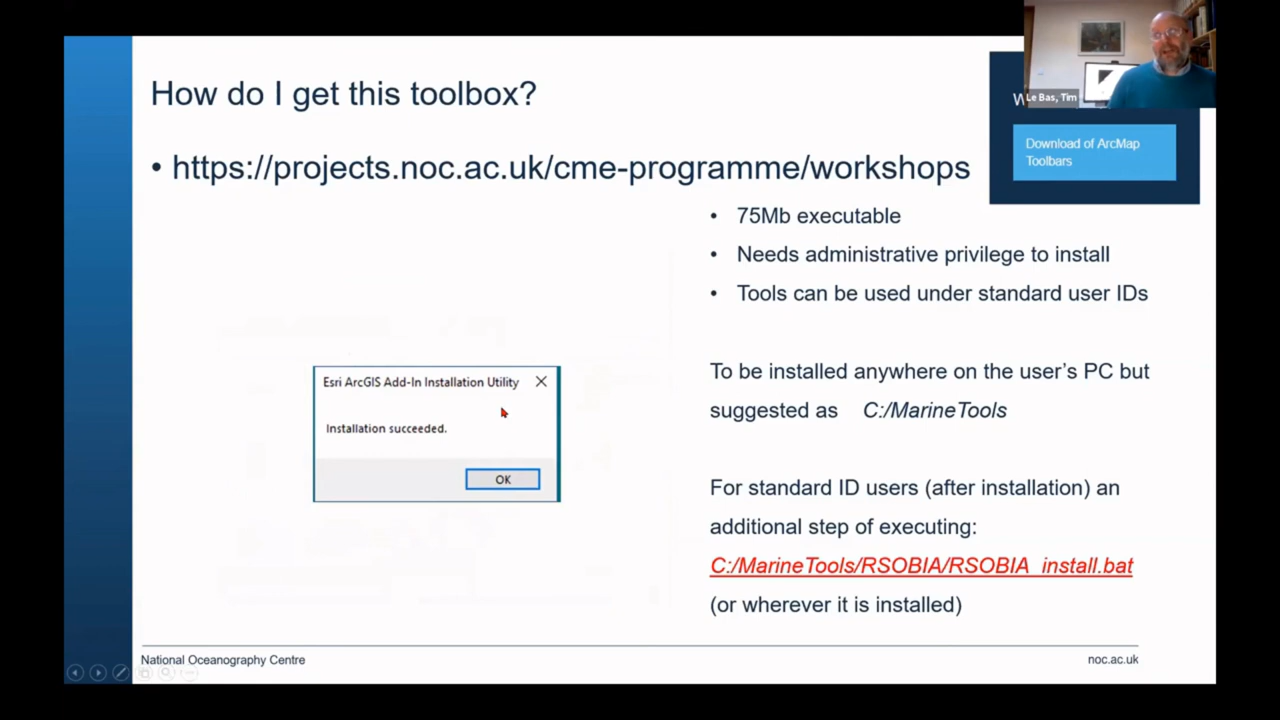 How do I get this toolbox?
W
Le Bas, Tim
Download of ArcMap
Toolbars
• https://projects.noc.ac.uk/cme-programme/workshops
• 75Mb executable
• Needs administrative privilege to install
• Tools can be used under standard user IDs
To be installed anywhere on the user's PC but
suggested as C:/MarineTools
Esri ArcGIS Add-In Installation Utility
Installation succeeded.
OK
For standard ID users (after installation) an
additional step of executing:
C:/MarineTools/RSOBIA/RSOBIA_install.bat
(or wherever it is installed)
National Oceanography Centre
noc.ac.uk